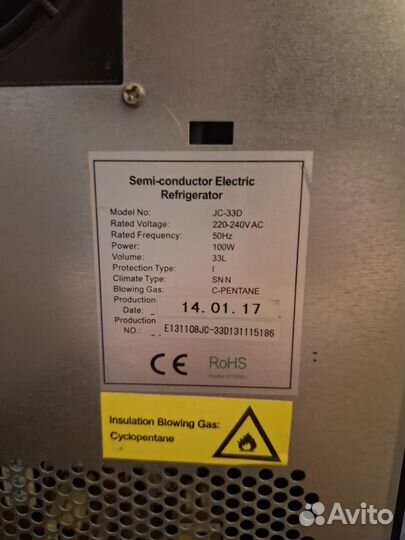 Semi-conductor Electric
Refrigerator
Model No: JC-33D
Rated Voltage: 220-240V AC
Rated Frequency: 50Hz
Power: 100W
Volume: 33L
Protection Type: I
Climate Type: SN-N
Blowing Gas: C-PENTANE
Production
Date: 14.01.17
Production
NO.: E131108JC-33D131115186
CE RoHS
Insulation Blowing Gas:
Cyclopentane
Avito